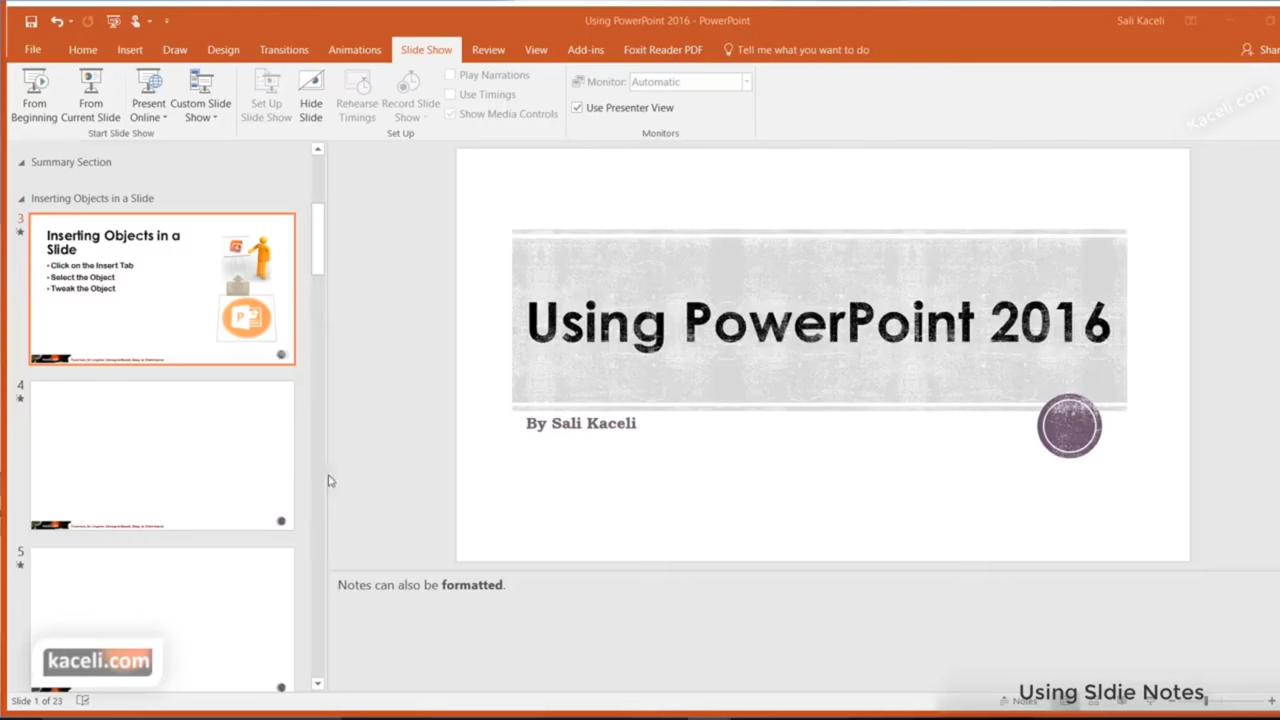 Using PowerPoint 2016 - PowerPoint
Sali Kaceli
File Home Insert Draw Design Transitions Animations Slide Show Review View Add-ins Foxit Reader PDF Tell me what you want to do
From Beginning
From Current Slide
Present Online
Custom Slide Show
Start Slide Show
Set Up Slide Show
Hide Slide
Rehearse Timings
Record Slide Show
Play Narrations
Use Timings
Show Media Controls
Set Up
Monitor: Automatic
Use Presenter View
Monitors
Kaceli.com
Summary Section
Inserting Objects in a Slide
3
Inserting Objects in a
Slide
• Click on the Insert Tab
• Select the Object
• Tweak the Object
4
5
Using PowerPoint 2016
By Sali Kaceli
Notes can also be formatted.
kaceli.com
Slide 1 of 23
Notes
Using Sldie Notes